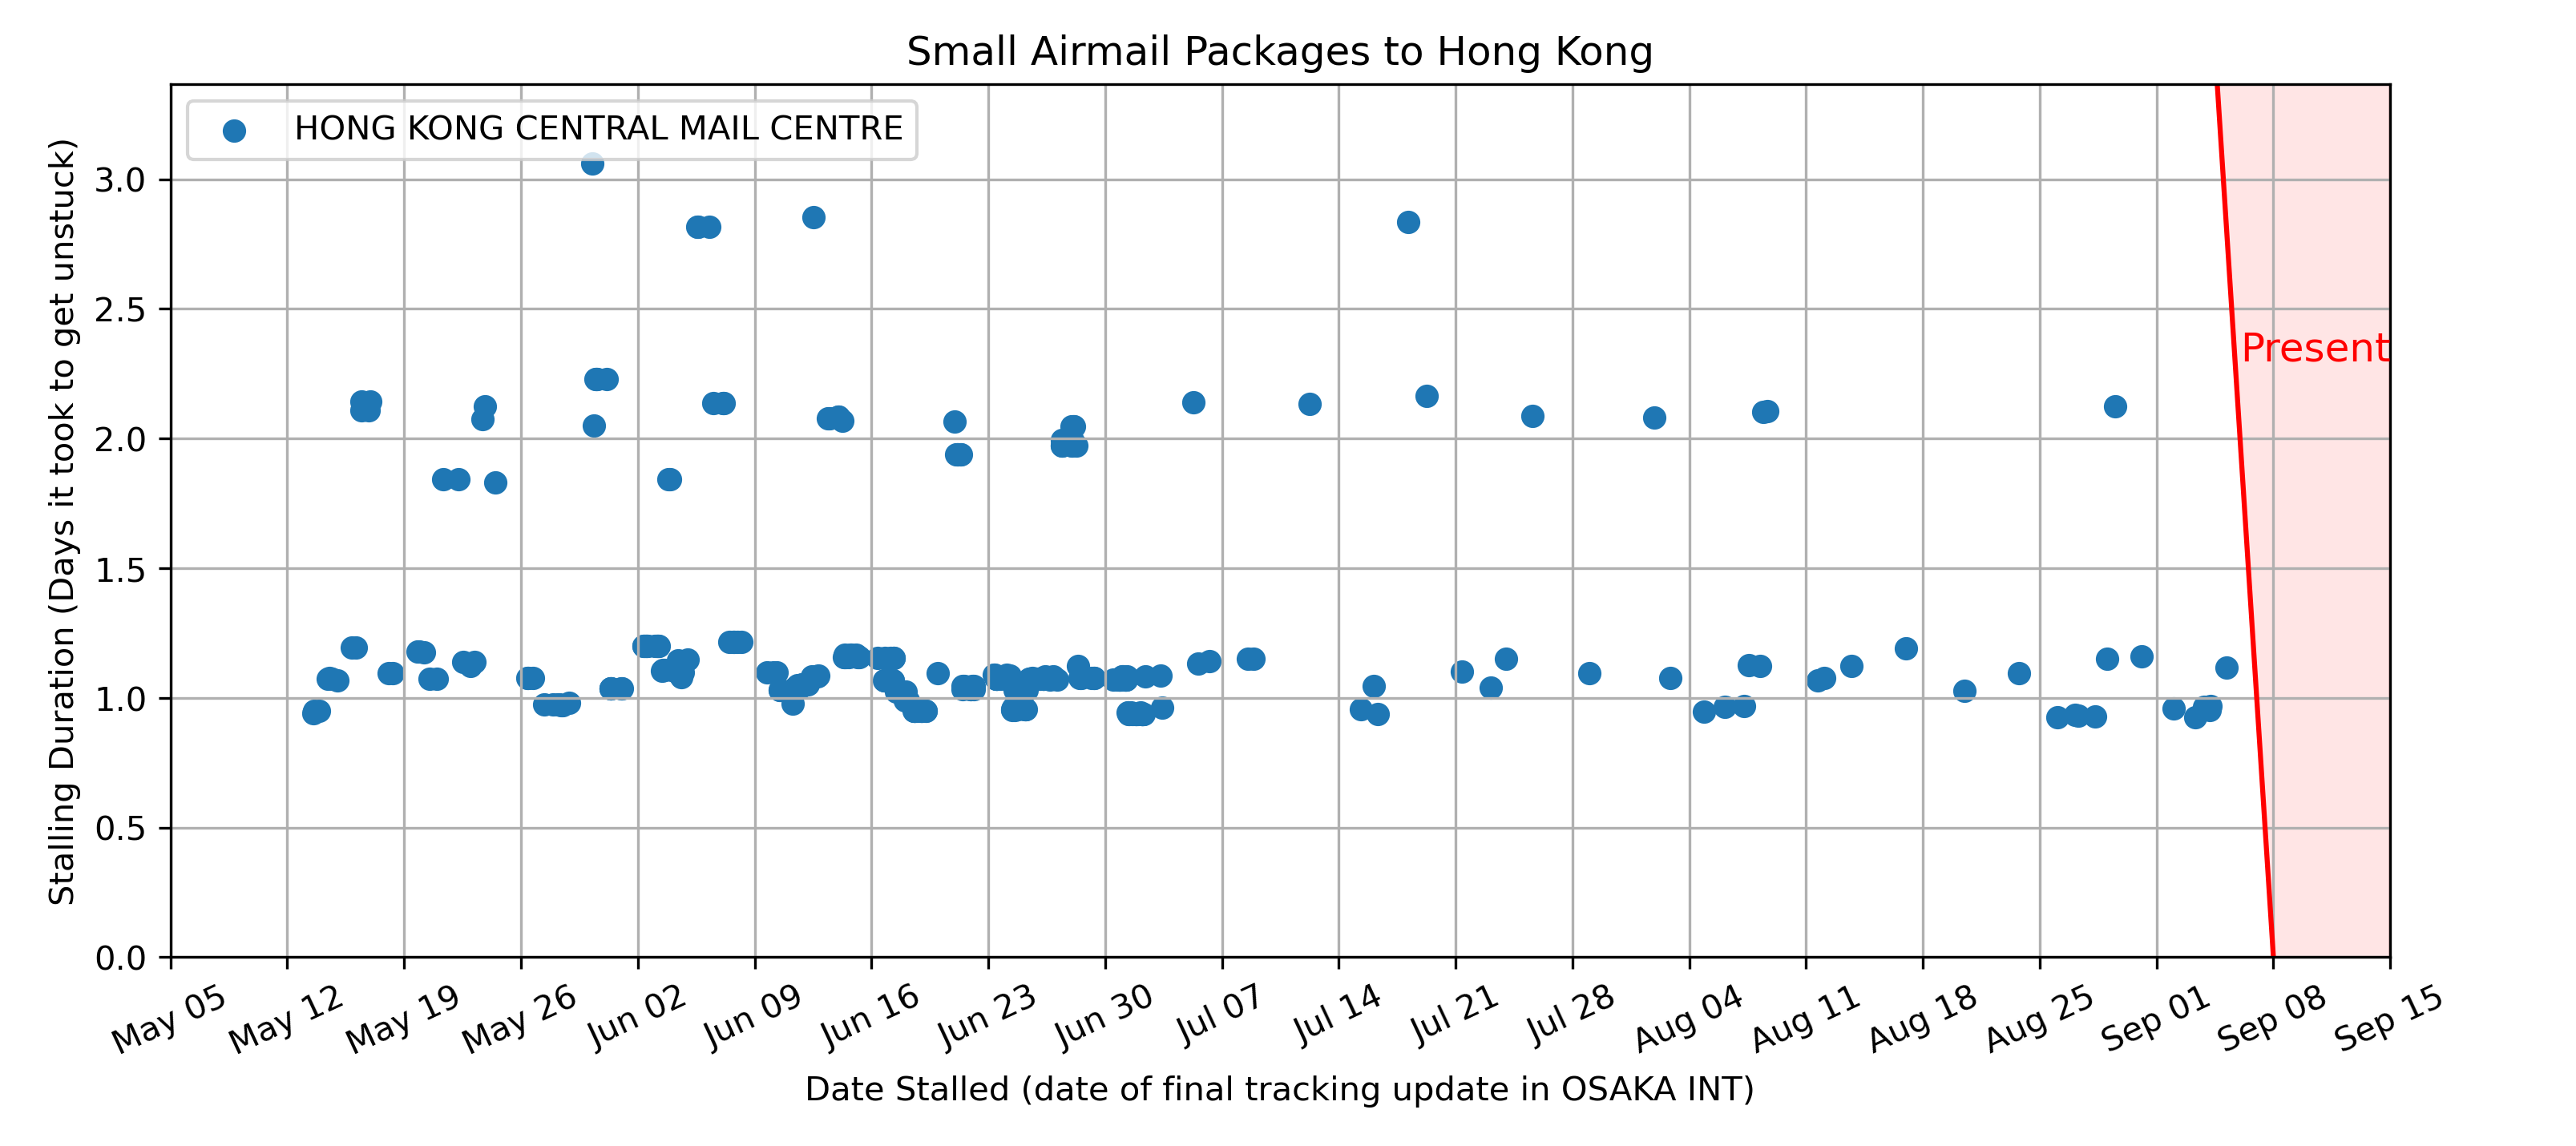 Small Airmail Packages to Hong Kong
HONG KONG CENTRAL MAIL CENTRE
Stalling Duration (Days it took to get unstuck)
3.0
2.5
2.0
1.5
1.0
0.5
0.0
Present
May 05
May 12
May 19
May 26
Jun 02
Jun 09
Jun 16
Jun 23
Jun 30
Jul 07
Jul 14
Jul 21
Jul 28
Aug 04
Aug 11
Aug 18
Aug 25
Sep 01
Sep 08
Sep 15
Date Stalled (date of final tracking update in OSAKA INT)